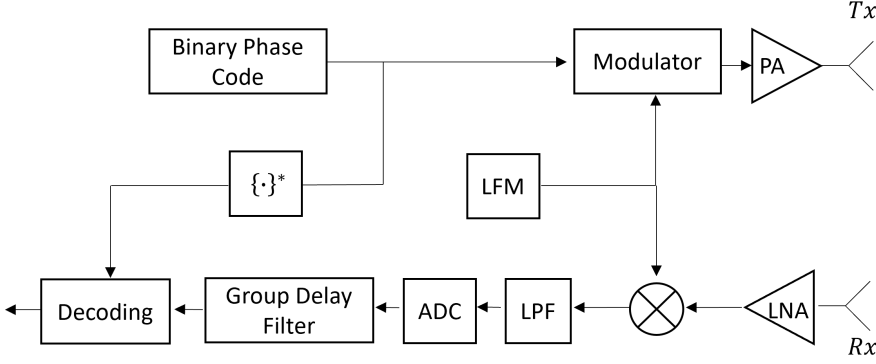 Tx
Binary Phase
Code
Modulator
PA
{·}*
LFM
Decoding
Group Delay
Filter
ADC
LPF
LNA
Rx